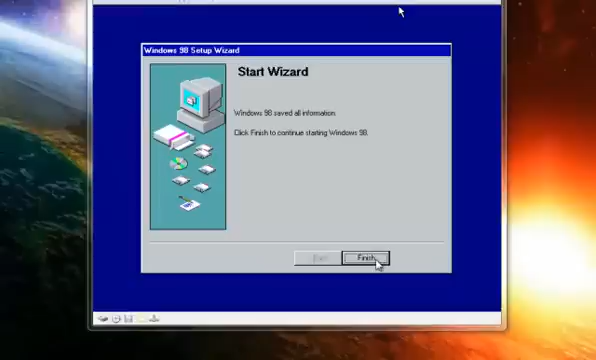 Windows 98 Setup Wizard
Start Wizard
Windows 98 saved all information.
Click Finish to continue starting Windows 98.
Finish